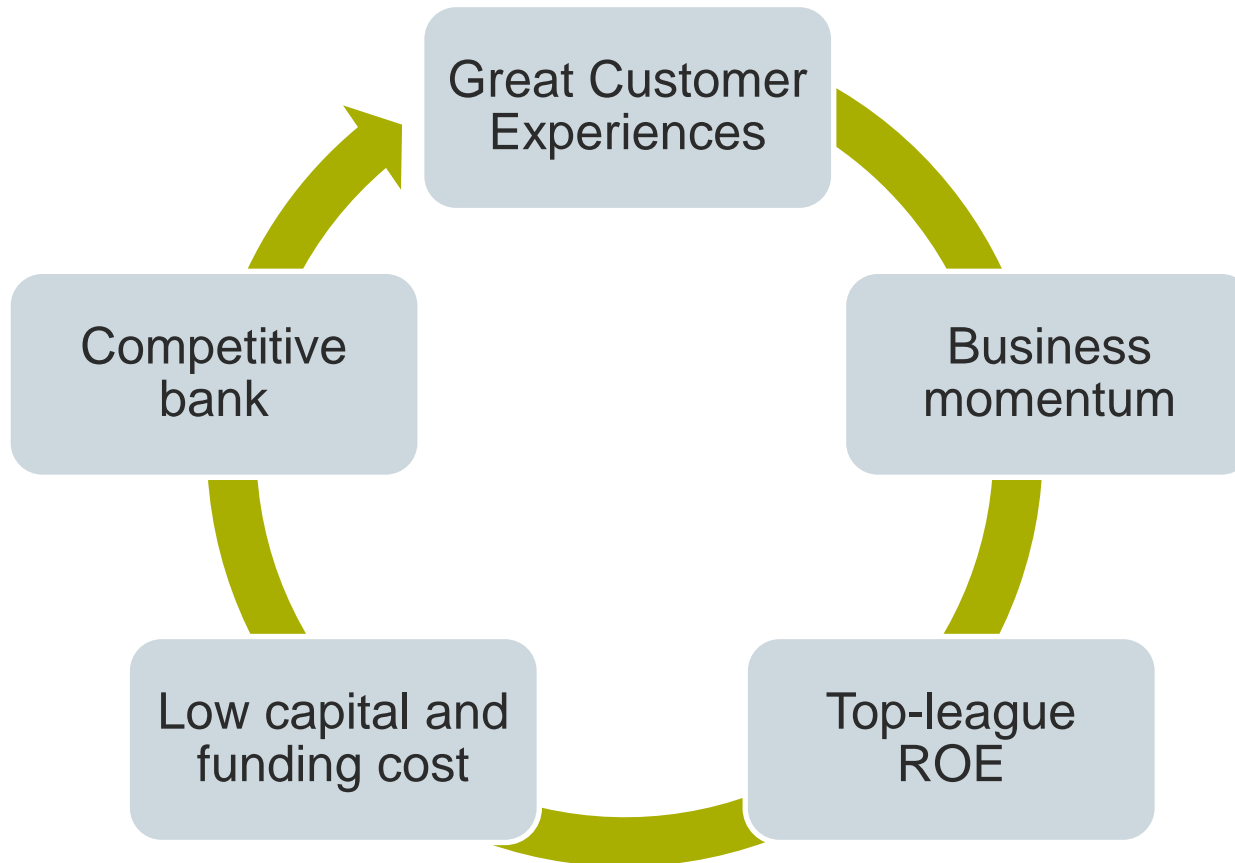 Great Customer
Experiences
Business
momentum
Top-league
ROE
Low capital and
funding cost
Competitive
bank